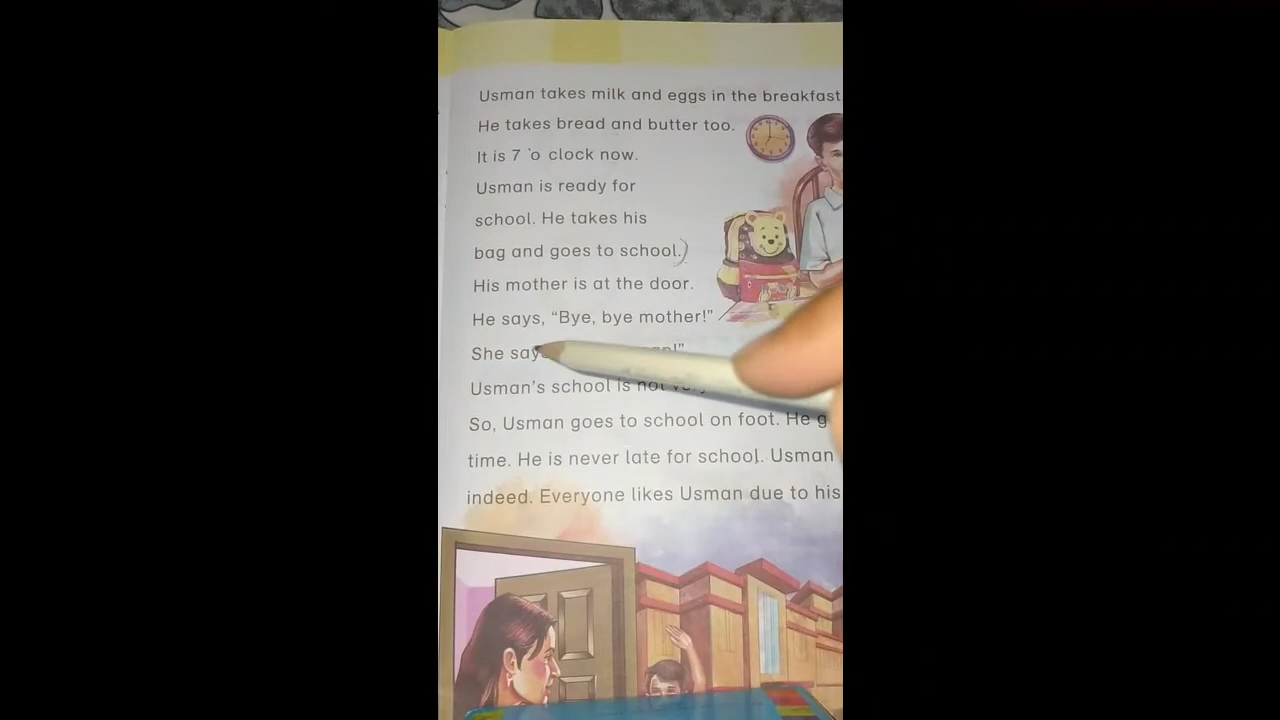 Usman takes milk and eggs in the breakfast
He takes bread and butter too.
It is 7 `o clock now.
Usman is ready for
school. He takes his
bag and goes to school.)
His mother is at the door.
He says, “Bye, bye mother!”
She says
Usman’s school is not
So, Usman goes to school on foot. He
time. He is never late for school. Usman
indeed. Everyone likes Usman due to his